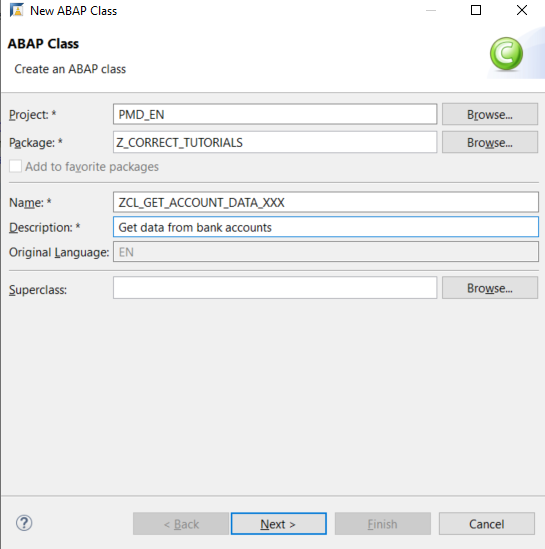 New ABAP Class
ABAP Class
Create an ABAP class
C
Project: * PMD_EN Browse...
Package: * Z_CORRECT_TUTORIALS Browse...
Add to favorite packages
Name: * ZCL_GET_ACCOUNT_DATA_XXX
Description: * Get data from bank accounts
Original Language: EN
Superclass: Browse...
? < Back Next > Finish Cancel